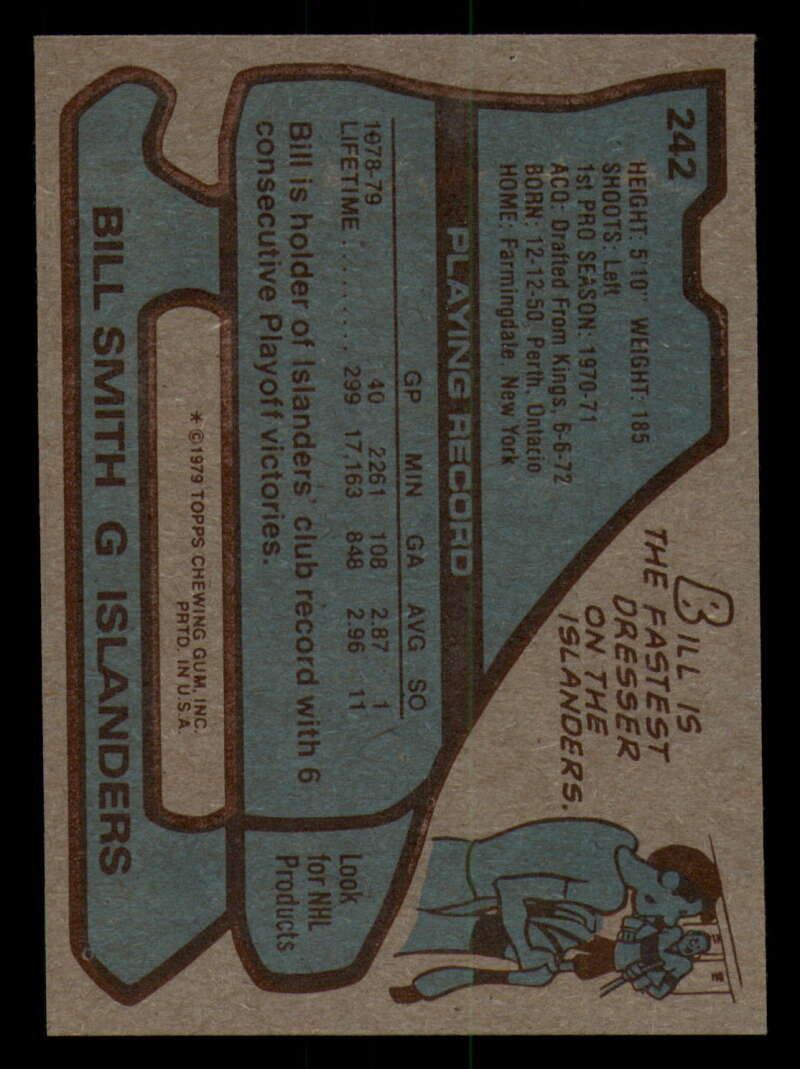 242
HEIGHT: 5'10" WEIGHT: 185
SHOOTS: Left
1st PRO SEASON: 1970-71
ACQ: Drafted From Kings, 6-6-72
BORN: 12-12-50, Perth, Ontario
HOME: Farmingdale, New York
BILL IS
THE FASTEST
DRESSER
ON THE
ISLANDERS.
PLAYING RECORD
GP MIN GA AVG SO
1978-79 40 2261 108 2.87 1
LIFETIME .......... 299 17,163 848 2.96 11
Bill is holder of Islanders' club record with 6
consecutive Playoff victories.
Look
for NHL
Products
* ©1979 TOPPS CHEWING GUM, INC.
PRTD. IN U.S.A.
BILL SMITH G ISLANDERS